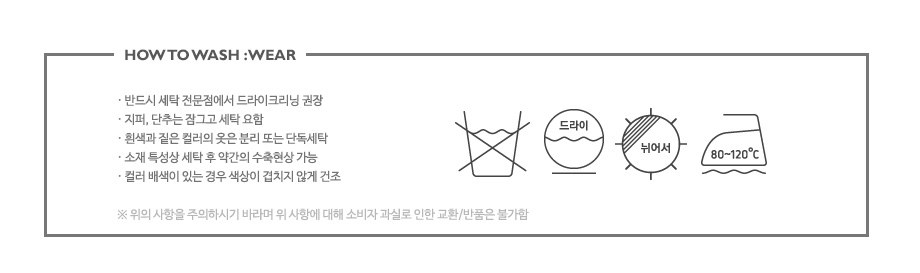 HOW TO WASH : WEAR
· 반드시 세탁 전문점에서 드라이크리닝 권장
· 지퍼, 단추는 잠그고 세탁 요함
· 흰색과 짙은 컬러의 옷은 분리 또는 단독세탁
· 소재 특성상 세탁 후 약간의 수축현상 가능
· 컬러 배색이 있는 경우 색상이 겹치지 않게 건조
드라이
뉘어서
80~120℃
※ 위의 사항을 주의하시기 바라며 위 사항에 대해 소비자 과실로 인한 교환/반품은 불가함